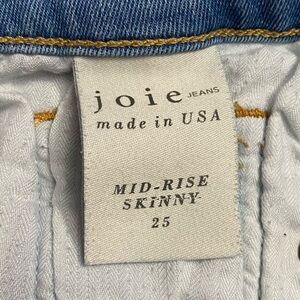 joie JEANS
made in USA
MID-RISE
SKINNY
25